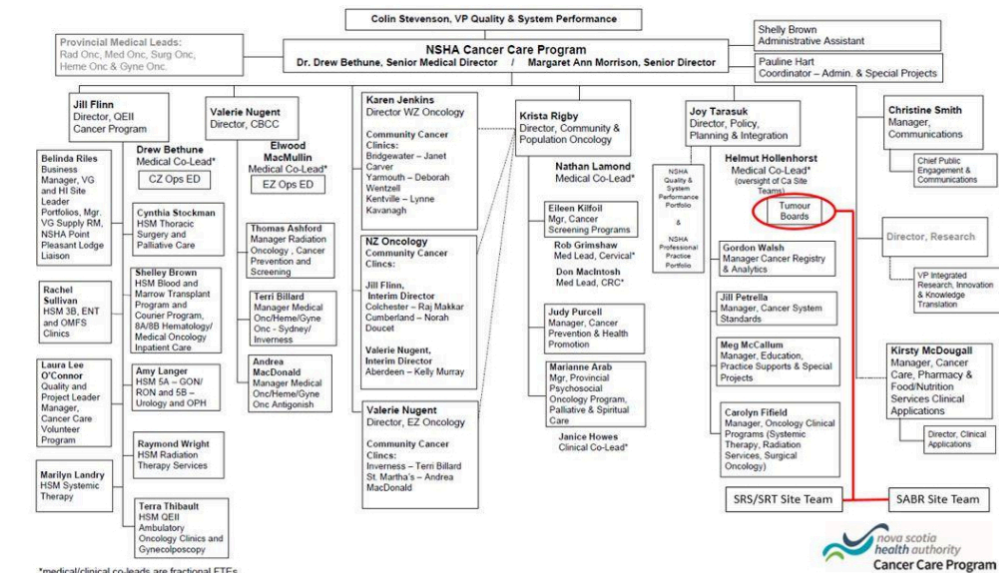 Colin Stevenson, VP Quality & System Performance
Provincial Medical Leads:
Rad Onc, Med Onc, Surg Onc,
Heme Onc & Gyne Onc.
NSHA Cancer Care Program
Dr. Drew Bethune, Senior Medical Director / Margaret Ann Morrison, Senior Director
Shelly Brown
Administrative Assistant
Pauline Hart
Coordinator – Admin. & Special Projects
Jill Flinn
Director, QEII
Cancer Program
Belinda Riles
Business
Manager, VG
and HI Site
Leader
Portfolios, Mgr.
VG Supply RM,
NSHA Point
Pleasant Lodge
Liaison
Rachel
Sullivan
HSM 3B, ENT
and OMFS
Clinics
Laura Lee
O'Connor
Quality and
Project Leader
Manager,
Cancer Care
Volunteer
Program
Marilyn Landry
HSM Systemic
Therapy
Drew Bethune
Medical Co-Lead*
CZ Ops ED
Cynthia Stockman
HSM Thoracic
Surgery and
Palliative Care
Shelley Brown
HSM Blood and
Marrow Transplant
Program and
Courier Program,
8A/8B Hematology/
Medical Oncology
Inpatient Care
Amy Langer
HSM 5A – GON/
RON and 5B –
Urology and OPH
Raymond Wright
HSM Radiation
Therapy Services
Terra Thibault
HSM QEII
Ambulatory
Oncology Clinics and
Gynecolposcopy
Valerie Nugent
Director, CBCC
Elwood
MacMullin
Medical Co-Lead*
EZ Ops ED
Thomas Ashford
Manager Radiation
Oncology , Cancer
Prevention and
Screening
Terri Billard
Manager Medical
Onc/Heme/Gyne
Onc - Sydney/
Inverness
Andrea
MacDonald
Manager Medical
Onc/Heme/Gyne
Onc Antigonish
Karen Jenkins
Director WZ Oncology
Community Cancer
Clinics:
Bridgewater – Janet
Carver
Yarmouth – Deborah
Wentzell
Kentville – Lynne
Kavanagh
NZ Oncology
Community Cancer
Clincs:
Jill Flinn,
Interim Director
Colchester – Raj Makkar
Cumberland – Norah
Doucet
Valerie Nugent,
Interim Director
Aberdeen – Kelly Murray
Valerie Nugent
Director, EZ Oncology
Community Cancer
Clincs:
Inverness – Terri Billard
St. Martha's – Andrea
MacDonald
Krista Rigby
Director, Community &
Population Oncology
Nathan Lamond
Medical Co-Lead*
Eileen Kilfoil
Mgr, Cancer
Screening Programs
Rob Grimshaw
Med Lead, Cervical*
Don MacIntosh
Med Lead, CRC*
Judy Purcell
Manager, Cancer
Prevention & Health
Promotion
Marianne Arab
Mgr, Provincial
Psychosocial
Oncology Program,
Palliative & Spiritual
Care
Janice Howes
Clinical Co-Lead*
Joy Tarasuk
Director, Policy,
Planning & Integration
NSHA
Quality &
System
Performance
Portfolio
&
NSHA
Professional
Practice
Portfolio
Helmut Hollenhorst
Medical Co-Lead*
(oversight of Ca Site
Teams)
Tumour
Boards
Gordon Walsh
Manager Cancer Registry
& Analytics
Jill Petrella
Manager, Cancer System
Standards
Meg McCallum
Manager, Education,
Practice Supports & Special
Projects
Carolyn Fifield
Manager, Oncology Clinical
Programs (Systemic
Therapy, Radiation
Services, Surgical
Oncology)
SRS/SRT Site Team
SABR Site Team
Christine Smith
Manager,
Communications
Chief Public
Engagement &
Communications
Director, Research
VP Integrated
Research, Innovation
& Knowledge
Translation
Kirsty McDougall
Manager, Cancer
Care, Pharmacy &
Food/Nutrition
Services Clinical
Applications
Director, Clinical
Applications
nova scotia
health authority
Cancer Care Program
*medical/clinical co-leads are fractional FTEs